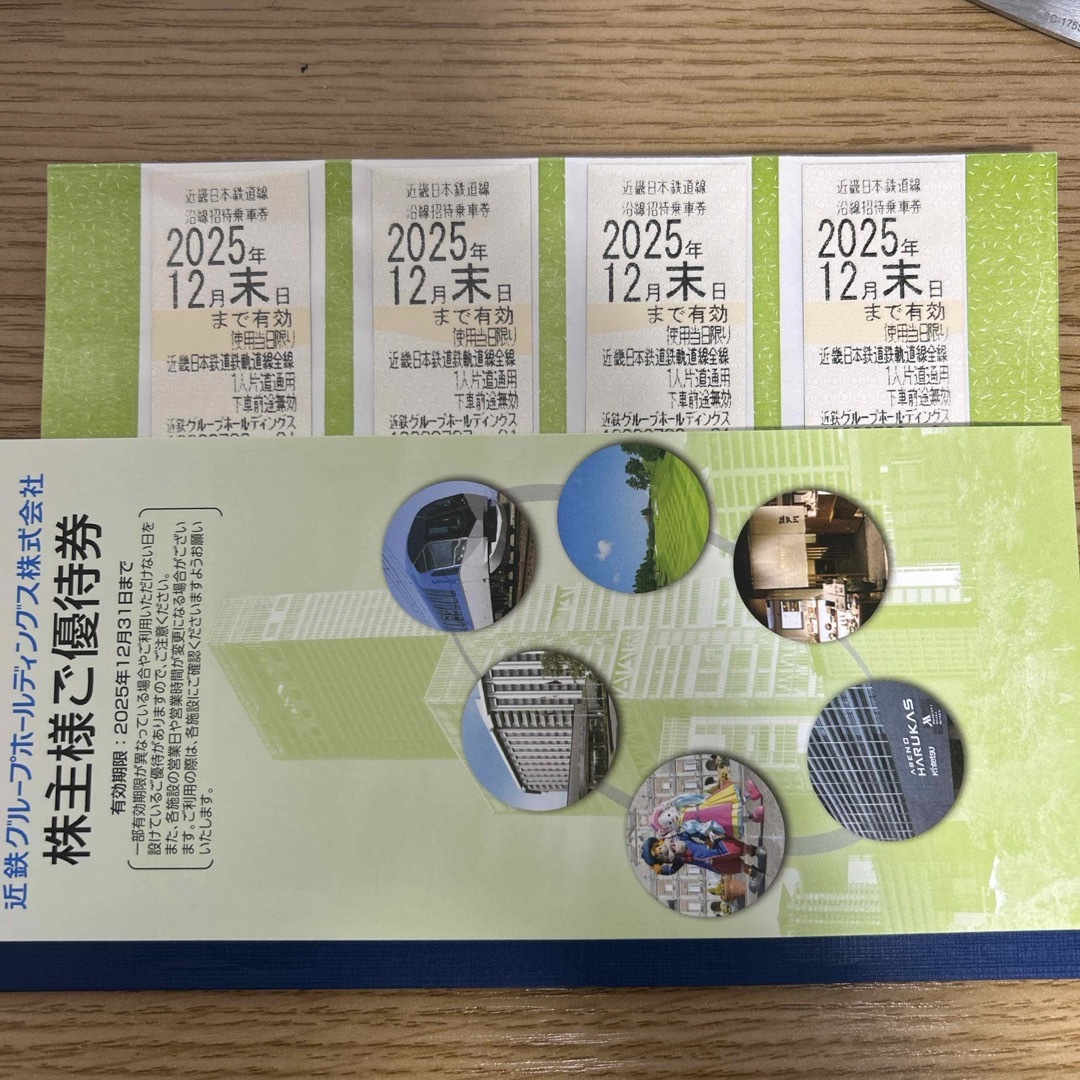 近畿日本鉄道線
沿線招待乗車券
2025年
12月末日
まで有効
(使用当日限り)
近畿日本鉄道鉄軌道線全線
1人片道通用
下車前途無効
近鉄グループホールディングス
近畿日本鉄道線
沿線招待乗車券
2025年
12月末日
まで有効
(使用当日限り)
近畿日本鉄道鉄軌道線全線
1人片道通用
下車前途無効
近鉄グループホールディングス
近畿日本鉄道線
沿線招待乗車券
2025年
12月末日
まで有効
(使用当日限り)
近畿日本鉄道鉄軌道線全線
1人片道通用
下車前途無効
近鉄グループホールディングス
近畿日本鉄道線
沿線招待乗車券
2025年
12月末日
まで有効
(使用当日限り)
近畿日本鉄道鉄軌道線全線
1人片道通用
下車前途無効
近鉄グループホールディングス
近鉄グループホールディングス株式会社
株主様ご優待券
有効期限：2025年12月31日まで
一部有効期限が異なっている場合やご利用いただけない日を
設けているご優待がありますので、ご注意ください。
また、各施設の営業日や営業時間が変更になる場合がござい
ます。ご利用の際は、各施設にご確認くださいますようお願い
いたします。
ABENO
HARUKAS
Kintetsu